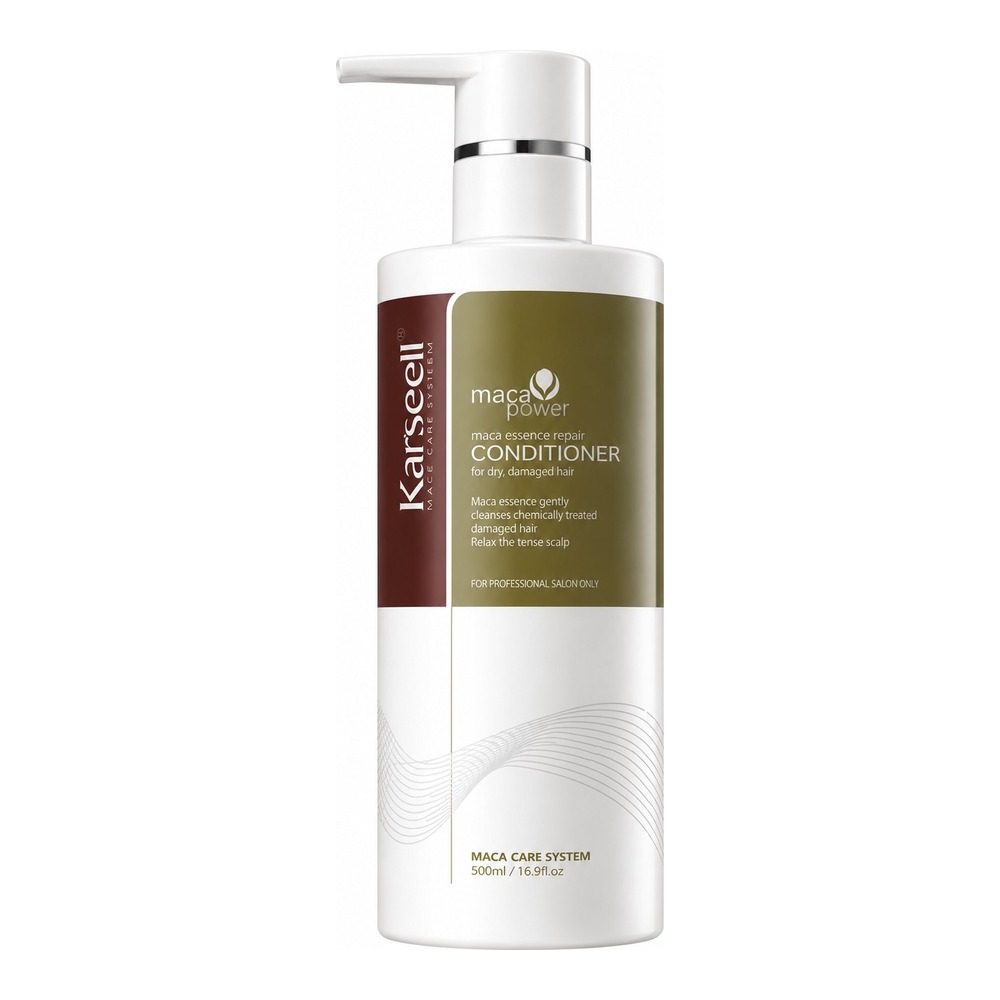 Karseell®
MACE CARE SYSTEEM
maca
power
maca essence repair
CONDITIONER
for dry, damaged hair
Maca essence gently
cleanses chemically treated
damaged hair
Relax the tense scalp
FOR PROFESSIONAL SALON ONLY
MACA CARE SYSTEM
500ml / 16.9fl.oz